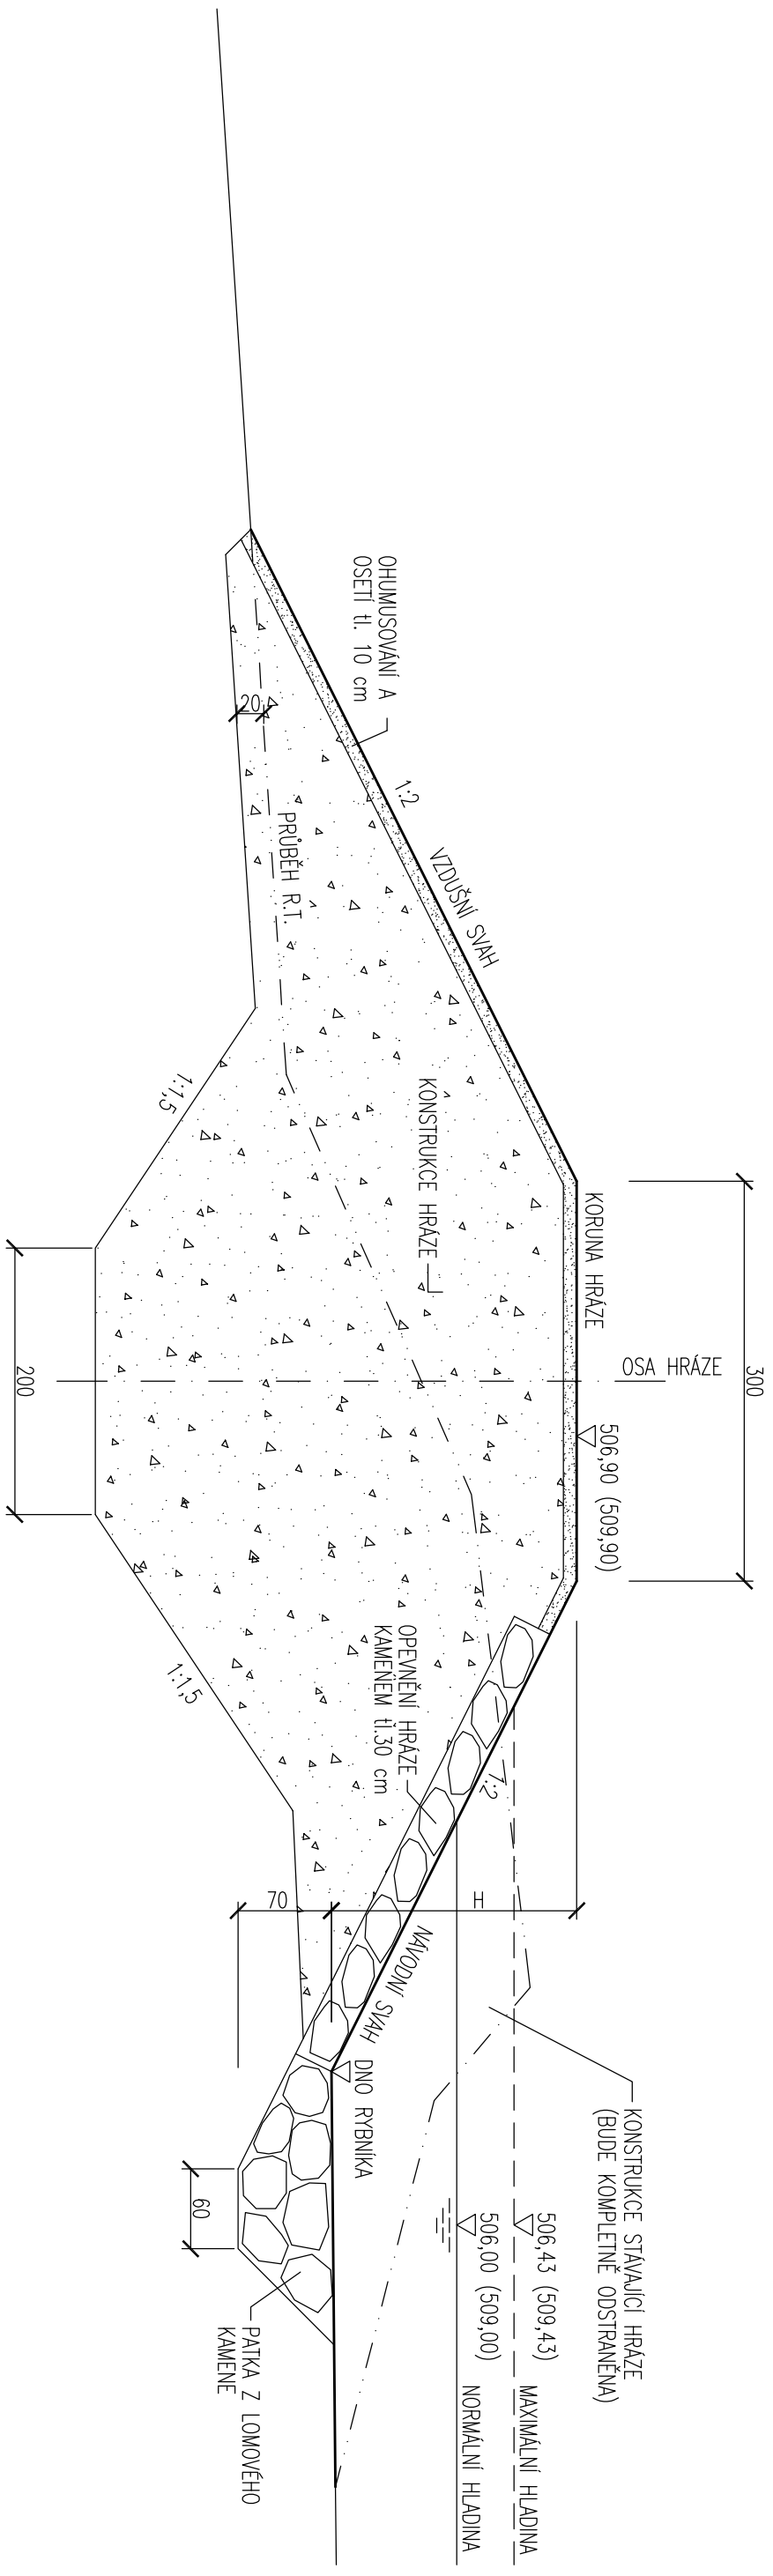 300
OSA HRÁZE
KORUNA HRÁZE
506,90 (509,90)
OHUMUSOVÁNÍ A
OSETÍ tl. 10 cm
1:2
VZDUŠNÍ SVAH
20
PRŮBĚH R.T.
KONSTRUKCE HRÁZE
1:1,5
200
1:1,5
OPEVNĚNÍ HRÁZE
KAMENEM tl.30 cm
1:2
NÁVODNÍ SVAH
H
70
DNO RYBNÍKA
60
PATKA Z LOMOVÉHO
KAMENE
KONSTRUKCE STÁVAJÍCÍ HRÁZE
(BUDE KOMPLETNĚ ODSTRANĚNA)
506,43 (509,43)
MAXIMÁLNÍ HLADINA
506,00 (509,00)
NORMÁLNÍ HLADINA